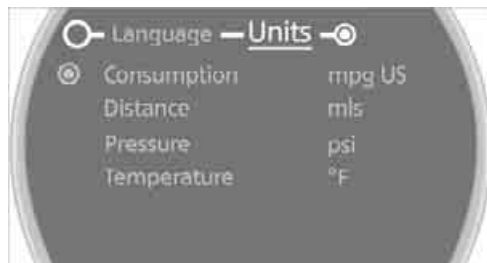 Language Units
Consumption mpg US
Distance mls
Pressure psi
Temperature °F